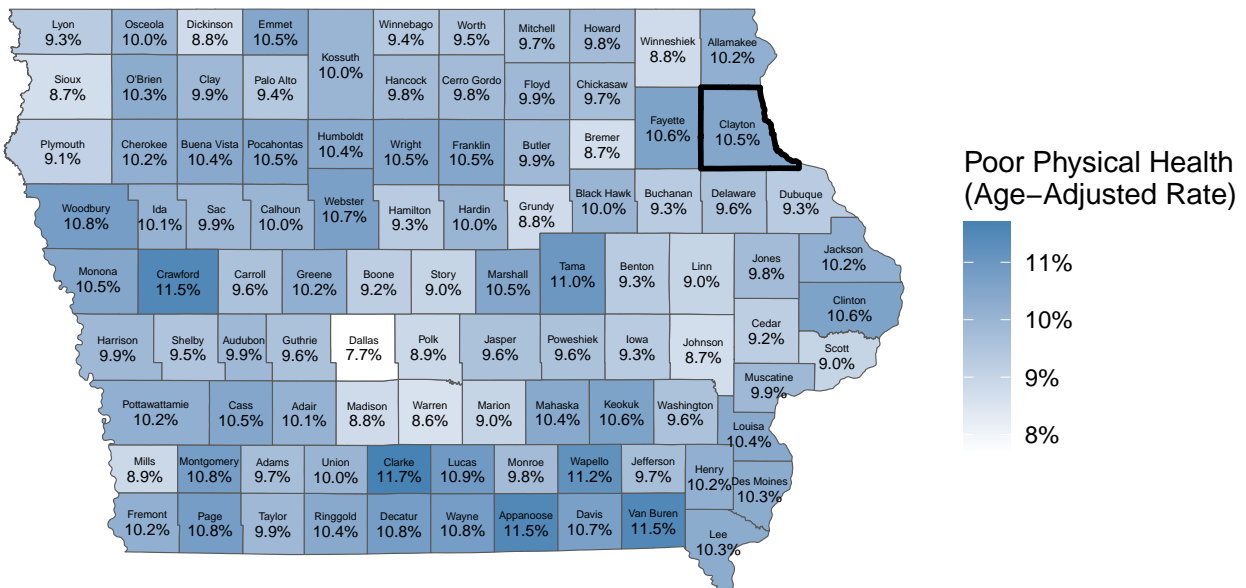 Lyon
9.3%
Osceola
10.0%
Dickinson
8.8%
Emmet
10.5%
Kossuth
10.0%
Winnebago
9.4%
Worth
9.5%
Mitchell
9.7%
Howard
9.8%
Winneshiek
8.8%
Allamakee
10.2%
Sioux
8.7%
O'Brien
10.3%
Clay
9.9%
Palo Alto
9.4%
Hancock
9.8%
Cerro Gordo
9.8%
Floyd
9.9%
Chickasaw
9.7%
Fayette
10.6%
Clayton
10.5%
Plymouth
9.1%
Cherokee
10.2%
Buena Vista
10.4%
Pocahontas
10.5%
Humboldt
10.4%
Wright
10.5%
Franklin
10.5%
Butler
9.9%
Bremer
8.7%
Woodbury
10.8%
Ida
10.1%
Sac
9.9%
Calhoun
10.0%
Webster
10.7%
Hamilton
9.3%
Hardin
10.0%
Grundy
8.8%
Black Hawk
10.0%
Buchanan
9.3%
Delaware
9.6%
Dubuque
9.3%
Monona
10.5%
Crawford
11.5%
Carroll
9.6%
Greene
10.2%
Boone
9.2%
Story
9.0%
Marshall
10.5%
Tama
11.0%
Benton
9.3%
Linn
9.0%
Jones
9.8%
Jackson
10.2%
Clinton
10.6%
Harrison
9.9%
Shelby
9.5%
Audubon
9.9%
Guthrie
9.6%
Dallas
7.7%
Polk
8.9%
Jasper
9.6%
Poweshiek
9.6%
Iowa
9.3%
Johnson
8.7%
Cedar
9.2%
Scott
9.0%
Muscatine
9.9%
Pottawattamie
10.2%
Cass
10.5%
Adair
10.1%
Madison
8.8%
Warren
8.6%
Marion
9.0%
Mahaska
10.4%
Keokuk
10.6%
Washington
9.6%
Louisa
10.4%
Mills
8.9%
Montgomery
10.8%
Adams
9.7%
Union
10.0%
Clarke
11.7%
Lucas
10.9%
Monroe
9.8%
Wapello
11.2%
Jefferson
9.7%
Henry
10.2%
Des Moines
10.3%
Fremont
10.2%
Page
10.8%
Taylor
9.9%
Ringgold
10.4%
Decatur
10.8%
Wayne
10.8%
Appanoose
11.5%
Davis
10.7%
Van Buren
11.5%
Lee
10.3%
Poor Physical Health
(Age−Adjusted Rate)
11%
10%
9%
8%